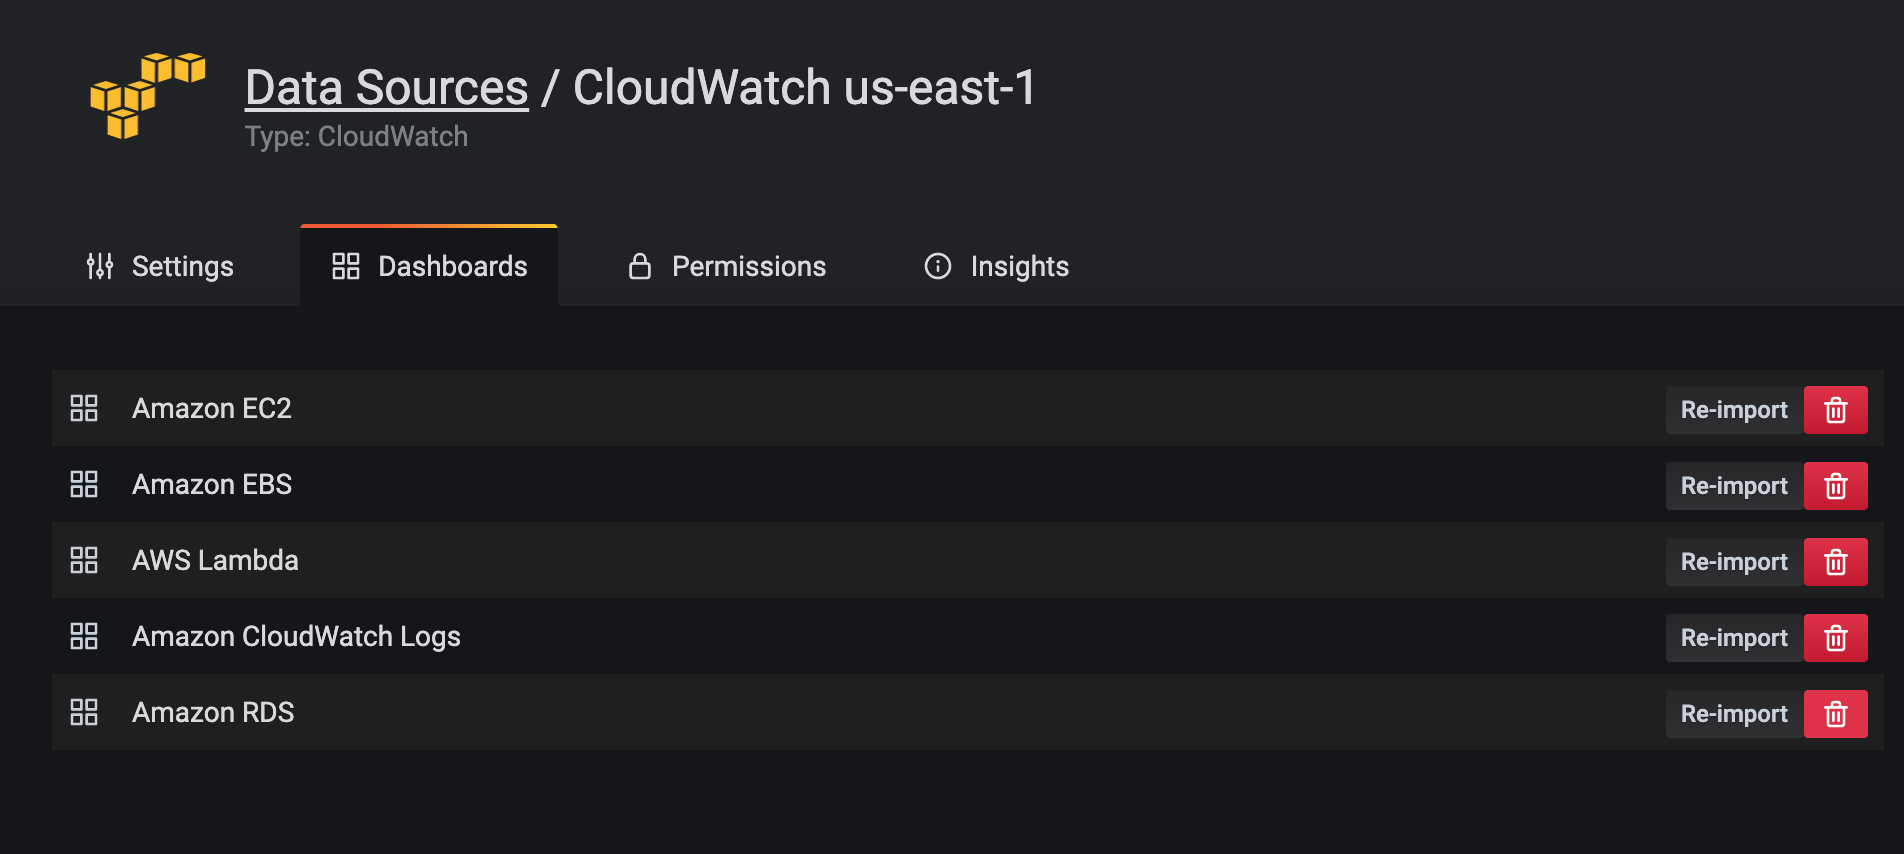 Data Sources / CloudWatch us-east-1
Type: CloudWatch
Settings Dashboards Permissions Insights
Amazon EC2 Re-import
Amazon EBS Re-import
AWS Lambda Re-import
Amazon CloudWatch Logs Re-import
Amazon RDS Re-import